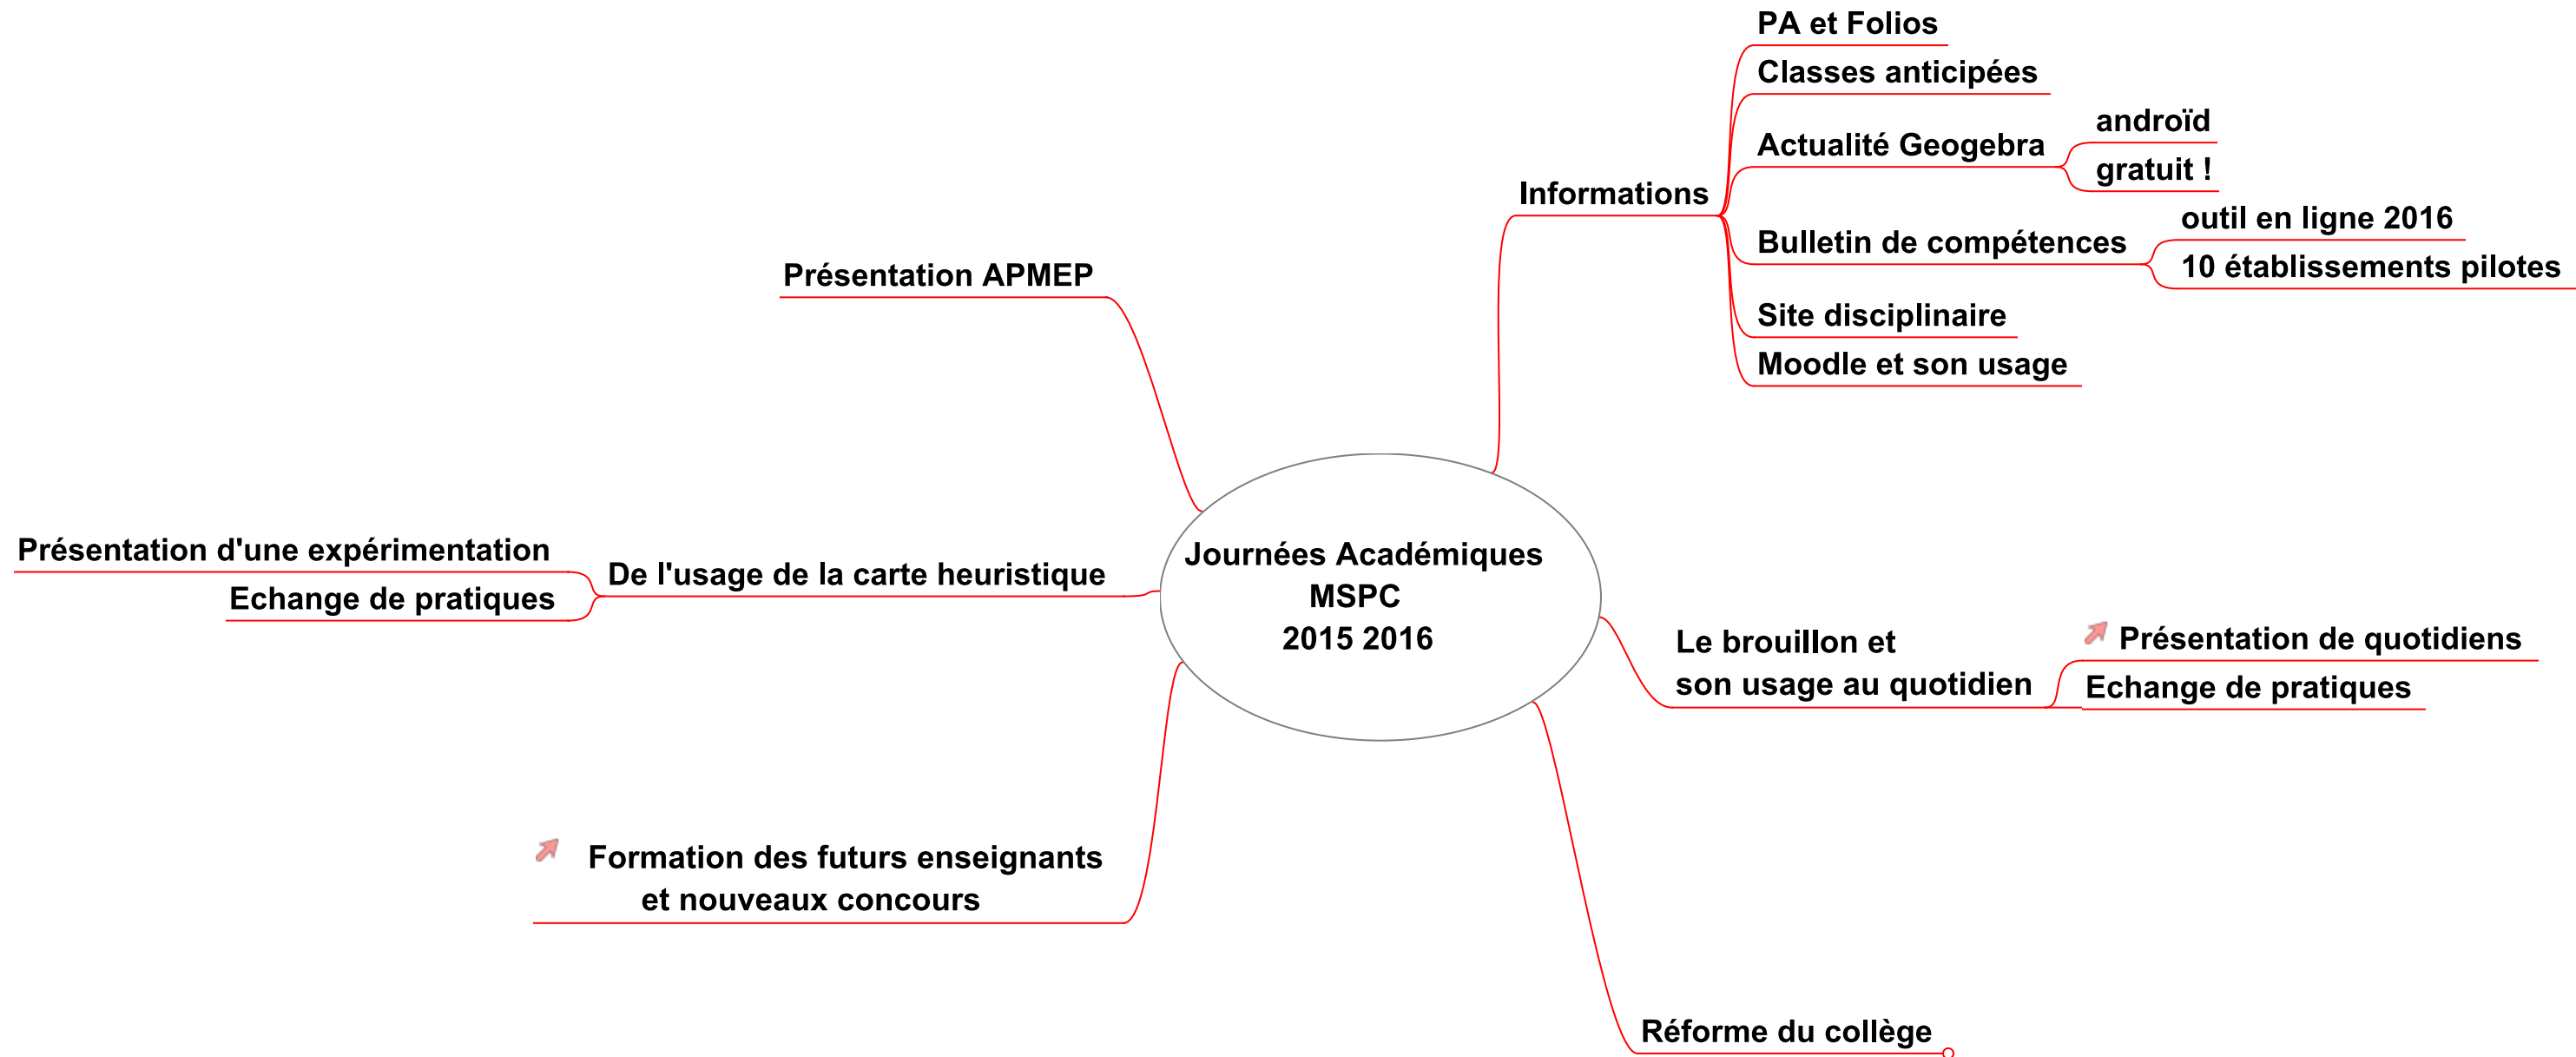 Journées Académiques
MSPC
2015 2016
Informations
PA et Folios
Classes anticipées
Actualité Geogebra
androïd
gratuit !
Bulletin de compétences
outil en ligne 2016
10 établissements pilotes
Site disciplinaire
Moodle et son usage
Le brouillon et
son usage au quotidien
Présentation de quotidiens
Echange de pratiques
Réforme du collège
Présentation APMEP
De l'usage de la carte heuristique
Présentation d'une expérimentation
Echange de pratiques
Formation des futurs enseignants
et nouveaux concours